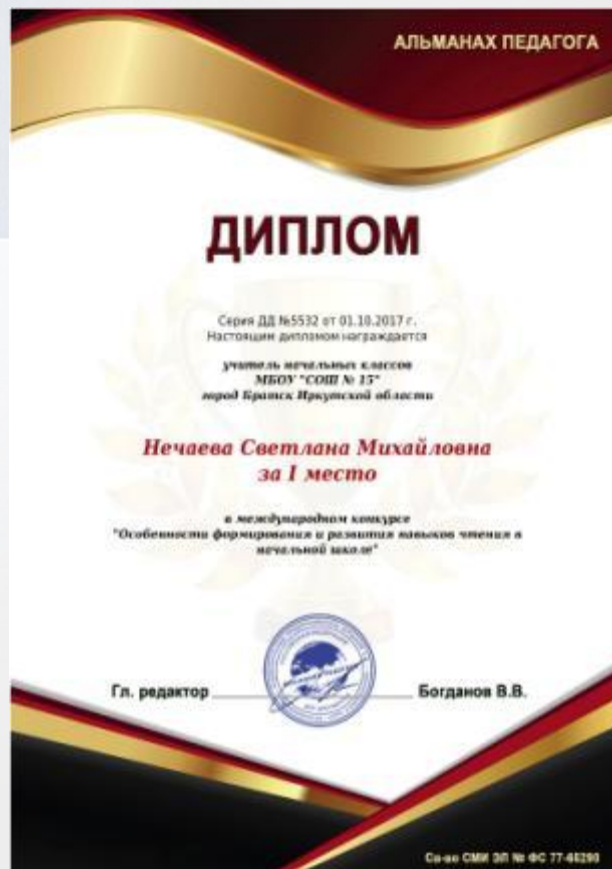 АЛЬМАНАХ ПЕДАГОГА
ДИПЛОМ
Серия ДД №5532 от 01.10.2017 г.
Настоящим дипломом награждается
учитель начальных классов
МБОУ "СОШ № 15"
город Братск Иркутской области
Нечаева Светлана Михайловна
за I место
в международном конкурсе
"Особенности формирования и развития навыков чтения в
начальной школе"
Гл. редактор Богданов В.В.
Св-во СМИ ЭЛ № ФС 77-